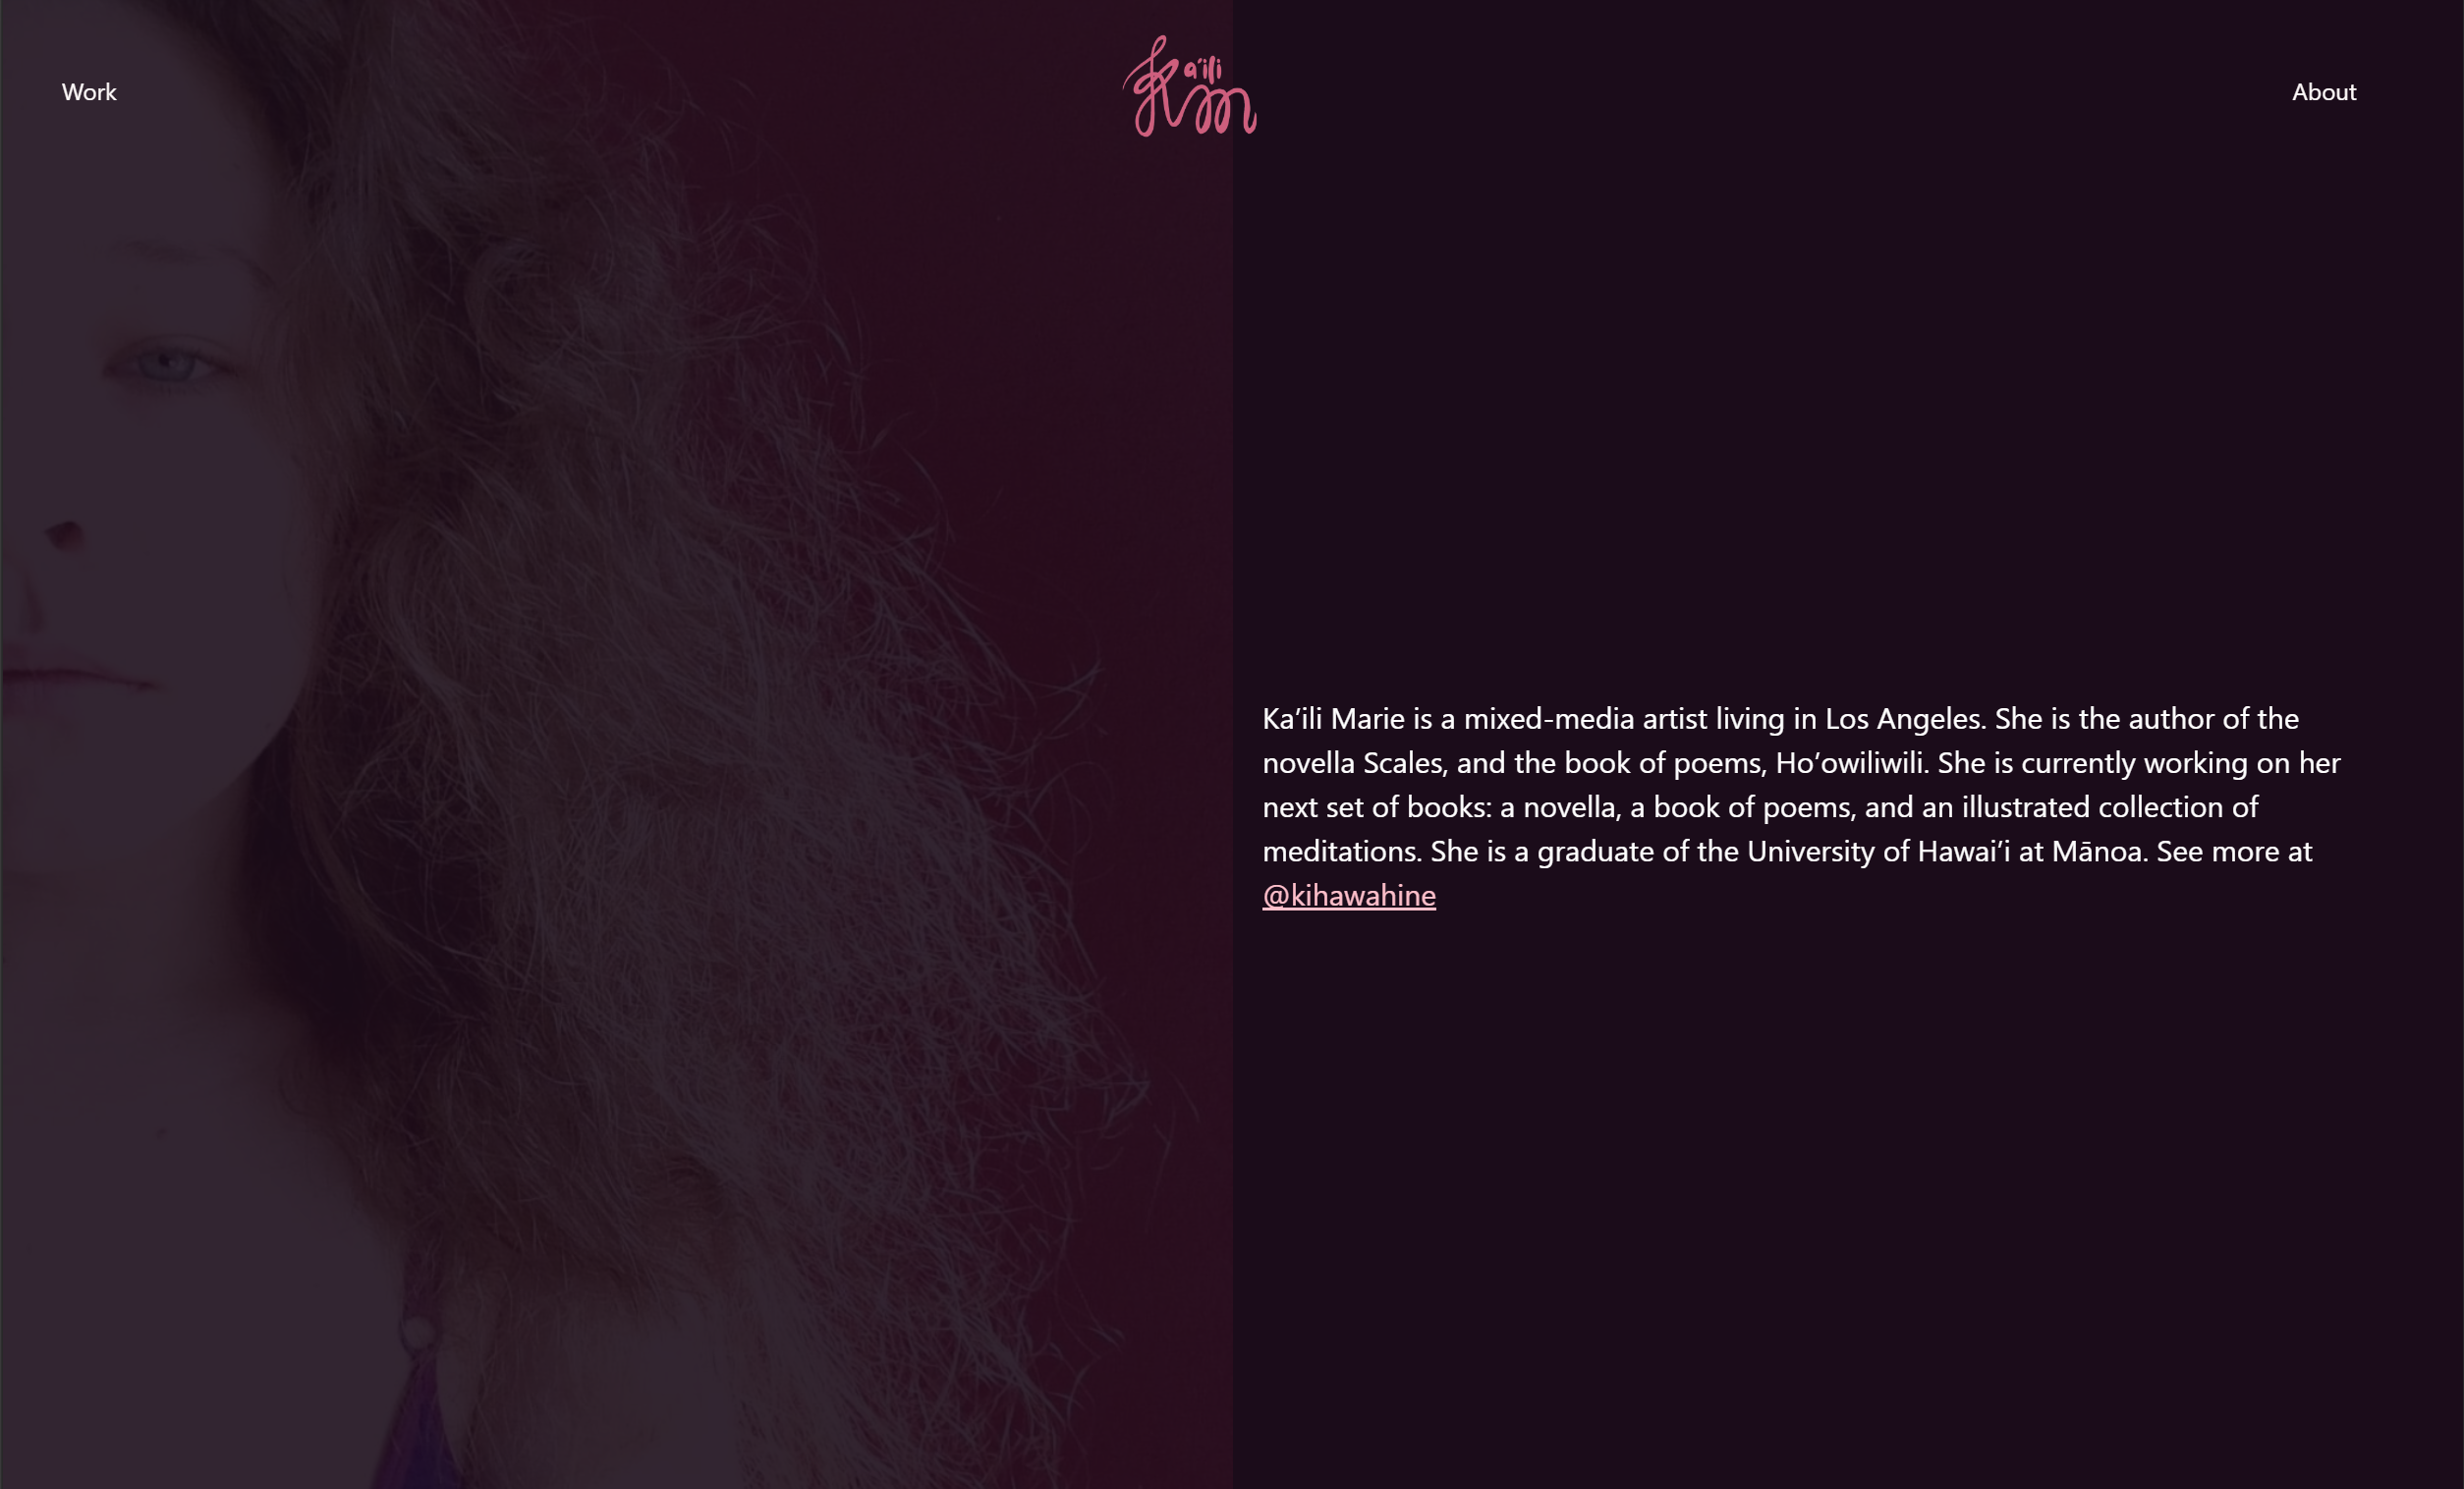 Work
Ka'ili
m
About
Ka’ili Marie is a mixed-media artist living in Los Angeles. She is the author of the
novella Scales, and the book of poems, Ho’owiliwili. She is currently working on her
next set of books: a novella, a book of poems, and an illustrated collection of
meditations. She is a graduate of the University of Hawai’i at Mānoa. See more at
@kihawahine